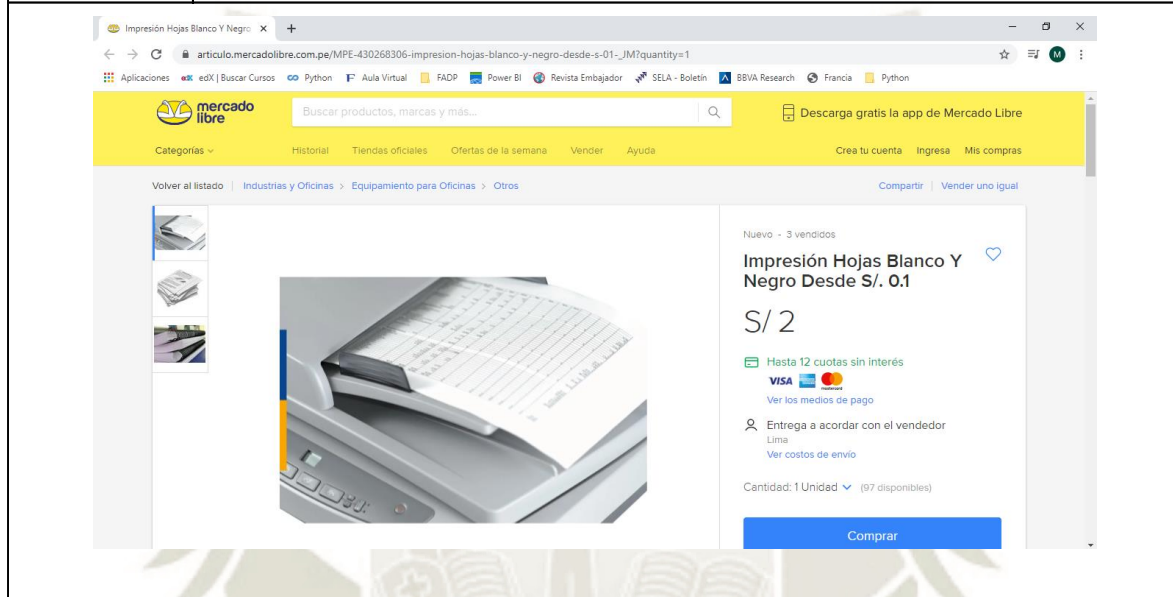 Impresión Hojas Blanco Y Negro
articulo.mercadolibre.com.pe/MPE-430268306-impresion-hojas-blanco-y-negro-desde-s-01-_JM?quantity=1
M
Aplicaciones edX | Buscar Cursos Python Aula Virtual FADP Power BI Revista Embajador SELA - Boletín BBVA Research Francia Python
mercado
libre
Buscar productos, marcas y más...
Descarga gratis la app de Mercado Libre
Categorías Historial Tiendas oficiales Ofertas de la semana Vender Ayuda Crea tu cuenta Ingresa Mis compras
Volver al listado | Industrias y Oficinas > Equipamiento para Oficinas > Otros Compartir | Vender uno igual
Nuevo - 3 vendidos
Impresión Hojas Blanco Y
Negro Desde S/. 0.1
S/ 2
Hasta 12 cuotas sin interés
VISA mastercard
Ver los medios de pago
Entrega a acordar con el vendedor
Lima
Ver costos de envío
Cantidad: 1 Unidad (97 disponibles)
Comprar